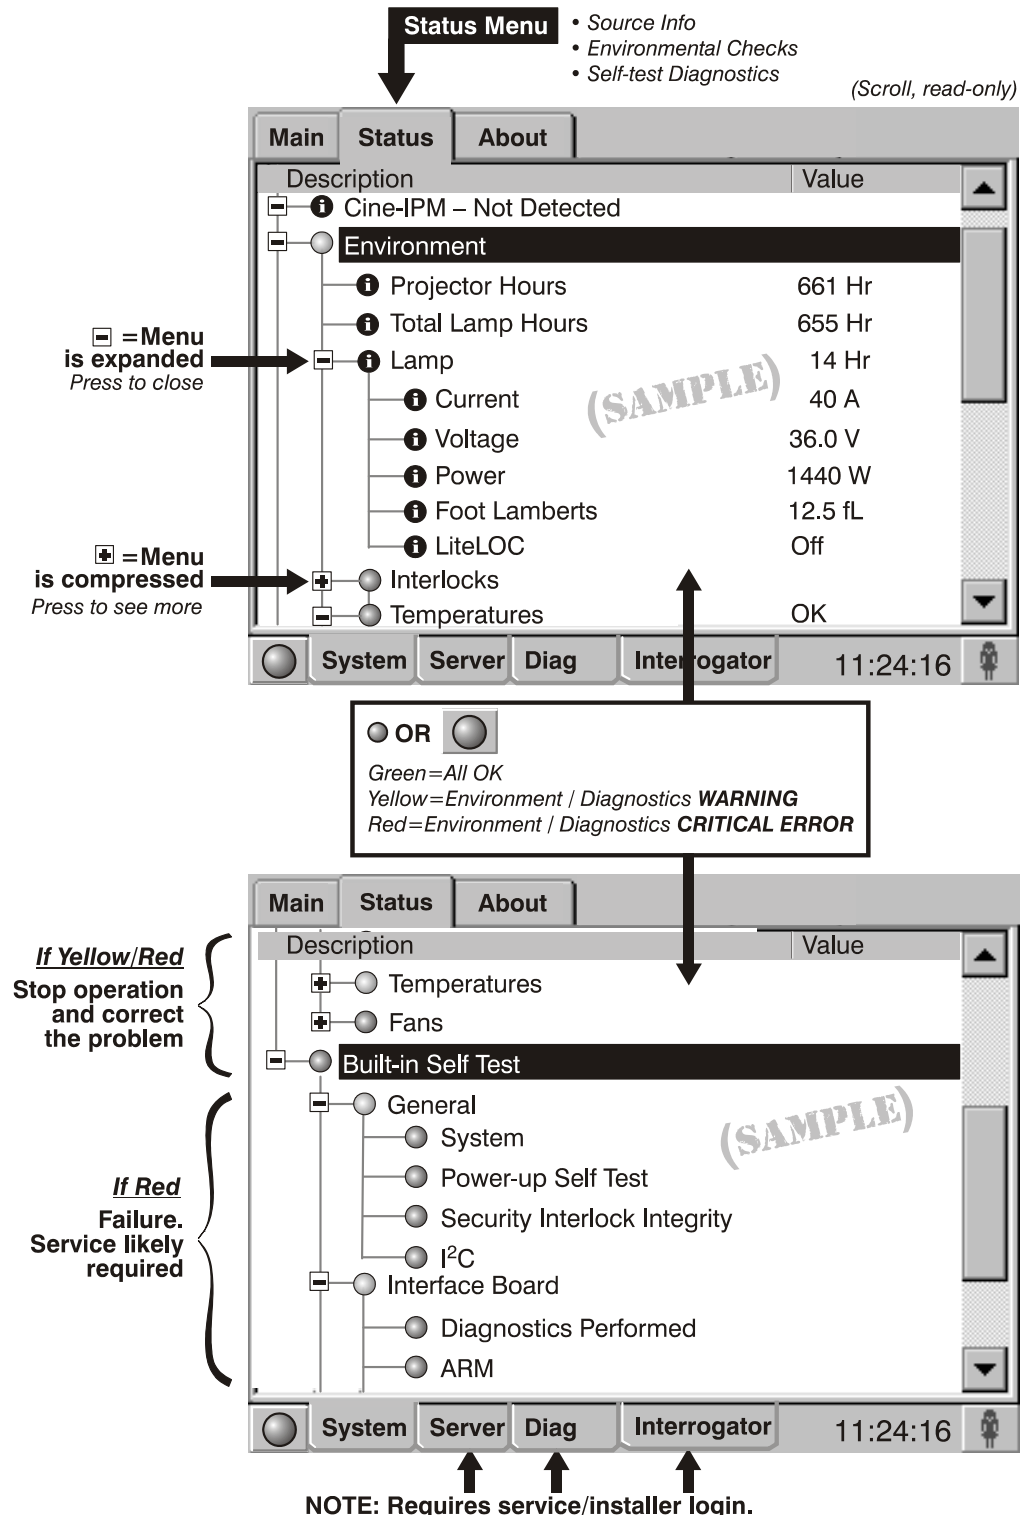 Status Menu
• Source Info
• Environmental Checks
• Self-test Diagnostics
(Scroll, read-only)
Main Status About
Description Value
Cine-IPM – Not Detected
Environment
Projector Hours 661 Hr
Total Lamp Hours 655 Hr
Lamp 14 Hr
Current 40 A
Voltage 36.0 V
Power 1440 W
Foot Lamberts 12.5 fL
LiteLOC Off
Interlocks
Temperatures OK
(SAMPLE)
= Menu
is expanded
Press to close
= Menu
is compressed
Press to see more
System Server Diag Interrogator 11:24:16
OR
Green=All OK
Yellow=Environment / Diagnostics WARNING
Red=Environment / Diagnostics CRITICAL ERROR
Main Status About
Description Value
Temperatures
Fans
Built-in Self Test
General
System
Power-up Self Test
Security Interlock Integrity
I²C
Interface Board
Diagnostics Performed
ARM
(SAMPLE)
If Yellow/Red
Stop operation
and correct
the problem
If Red
Failure.
Service likely
required
System Server Diag Interrogator 11:24:16
NOTE: Requires service/installer login.